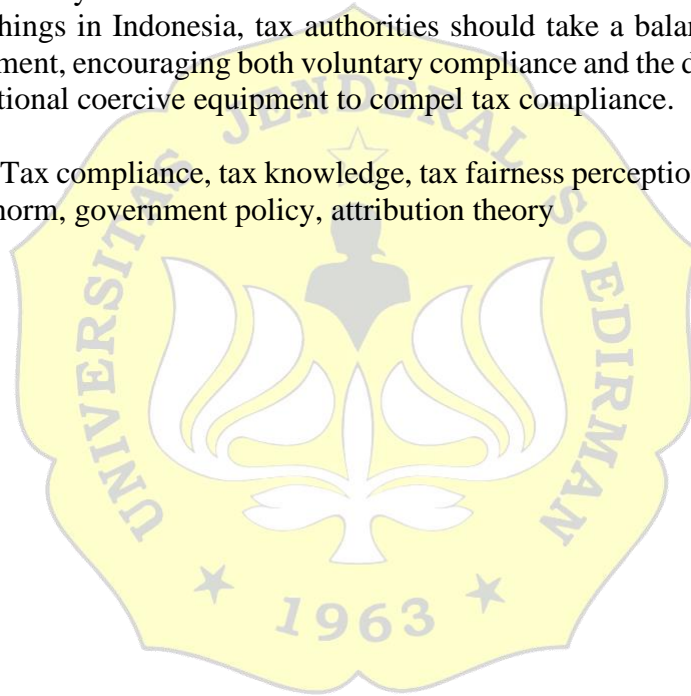 hings in Indonesia, tax authorities should take a balan
ment, encouraging both voluntary compliance and the d
tional coercive equipment to compel tax compliance.
Tax compliance, tax knowledge, tax fairness perceptio
norm, government policy, attribution theory
UNIVERSITAS JENDERAL SOEDIRMAN
1963